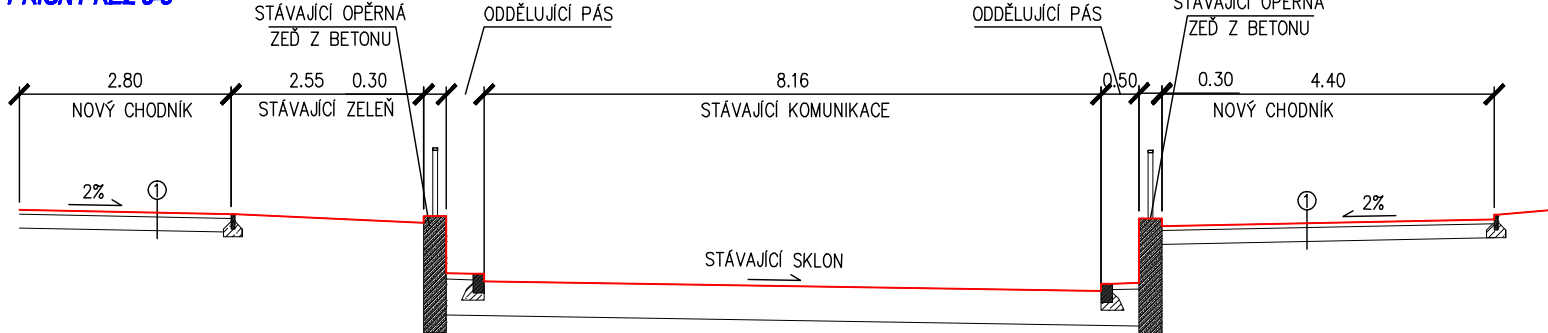 STÁVAJÍCÍ OPĚRNÁ
ZEĎ Z BETONU
ODDĚLUJÍCÍ PÁS
ODDĚLUJÍCÍ PÁS
STÁVAJÍCÍ OPĚRNÁ
ZEĎ Z BETONU
2.80 2.55 0.30 8.16 0.50 0.30 4.40
NOVÝ CHODNÍK STÁVAJÍCÍ ZELEŇ STÁVAJÍCÍ KOMUNIKACE NOVÝ CHODNÍK
2% 1 1 2%
STÁVAJÍCÍ SKLON